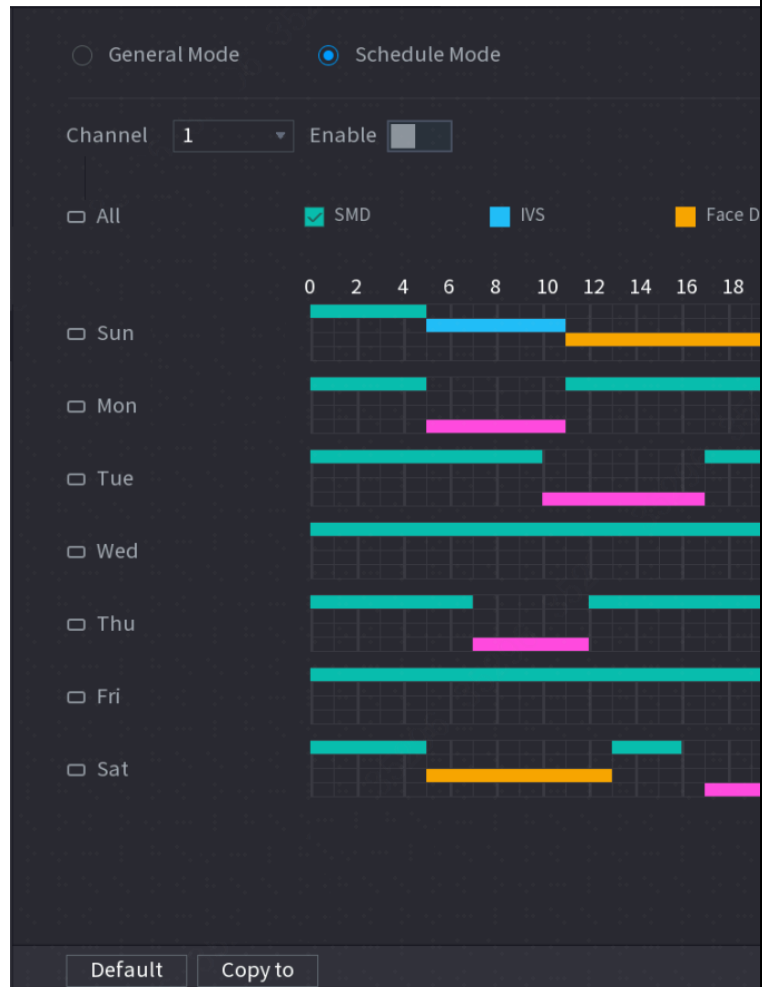 General Mode Schedule Mode
Channel 1 Enable
All SMD IVS Face D
0 2 4 6 8 10 12 14 16 18
Sun
Mon
Tue
Wed
Thu
Fri
Sat
Default Copy to